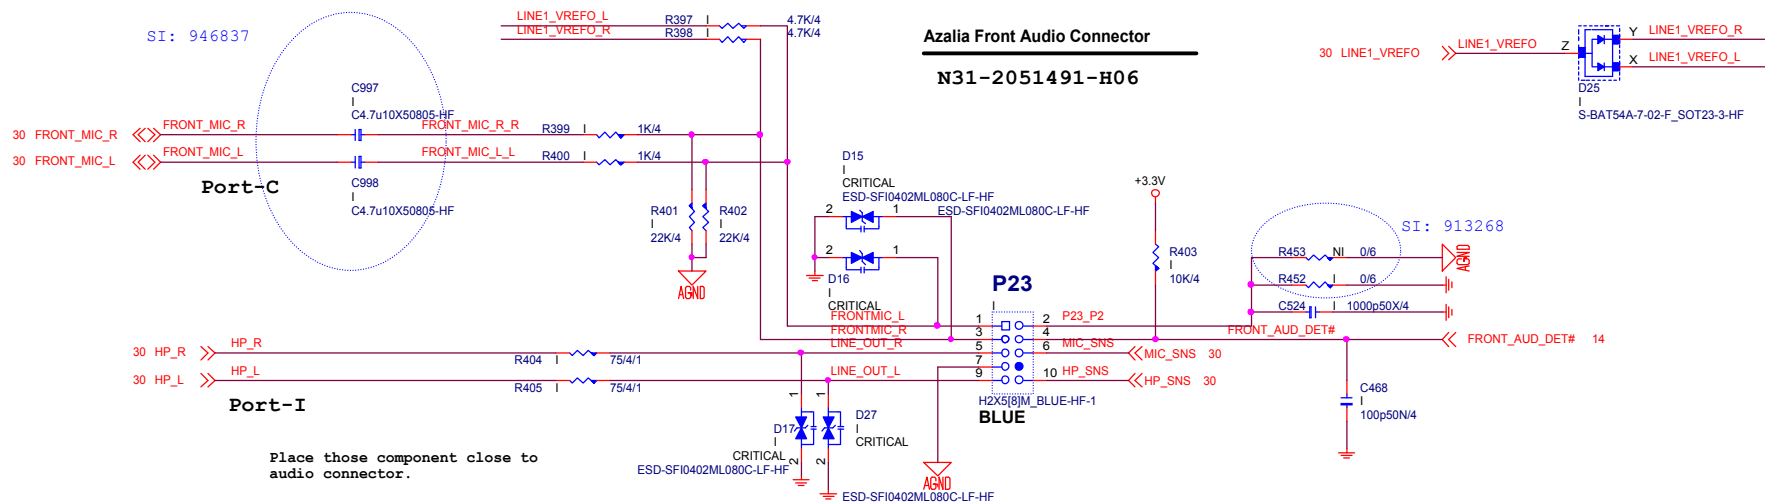 LINE1_VREFO_L R397 I 4.7K/4
LINE1_VREFO_R R398 I 4.7K/4
SI: 946837
Azalia Front Audio Connector
N31-2051491-H06
30 LINE1_VREFO LINE1_VREFO Z
Y LINE1_VREFO_R
X LINE1_VREFO_L
D25
I
S-BAT54A-7-02-F_SOT23-3-HF
C997
I
C4.7u10X50805-HF
30 FRONT_MIC_R FRONT_MIC_R FRONT_MIC_R_R R399 I 1K/4
30 FRONT_MIC_L FRONT_MIC_L FRONT_MIC_L_L R400 I 1K/4
Port-C
C998
I
C4.7u10X50805-HF
R401
I
22K/4
R402
I
22K/4
AGND
D15
I
CRITICAL
ESD-SFI0402ML080C-LF-HF
2 1 ESD-SFI0402ML080C-LF-HF
2 1
D16
I
CRITICAL
+3.3V
R403
I
10K/4
SI: 913268
R453 NI 0/6
AGND
R452 I 0/6
C524 I 1000p50X/4
P23
I
FRONTMIC_L 1 2 P23_P2
FRONTMIC_R 3 4 FRONT_AUD_DET#
FRONT_AUD_DET# 14
LINE_OUT_R 5 6 MIC_SNS
MIC_SNS 30
7
LINE_OUT_L 9 10 HP_SNS
HP_SNS 30
H2X5[8]M_BLUE-HF-1
BLUE
30 HP_R HP_R R404 I 75/4/1
30 HP_L HP_L R405 I 75/4/1
Port-I
C468
I
100p50N/4
1 1
D17
I
CRITICAL
2 2
ESD-SFI0402ML080C-LF-HF
D27
I
CRITICAL
ESD-SFI0402ML080C-LF-HF
AGND
Place those component close to
audio connector.